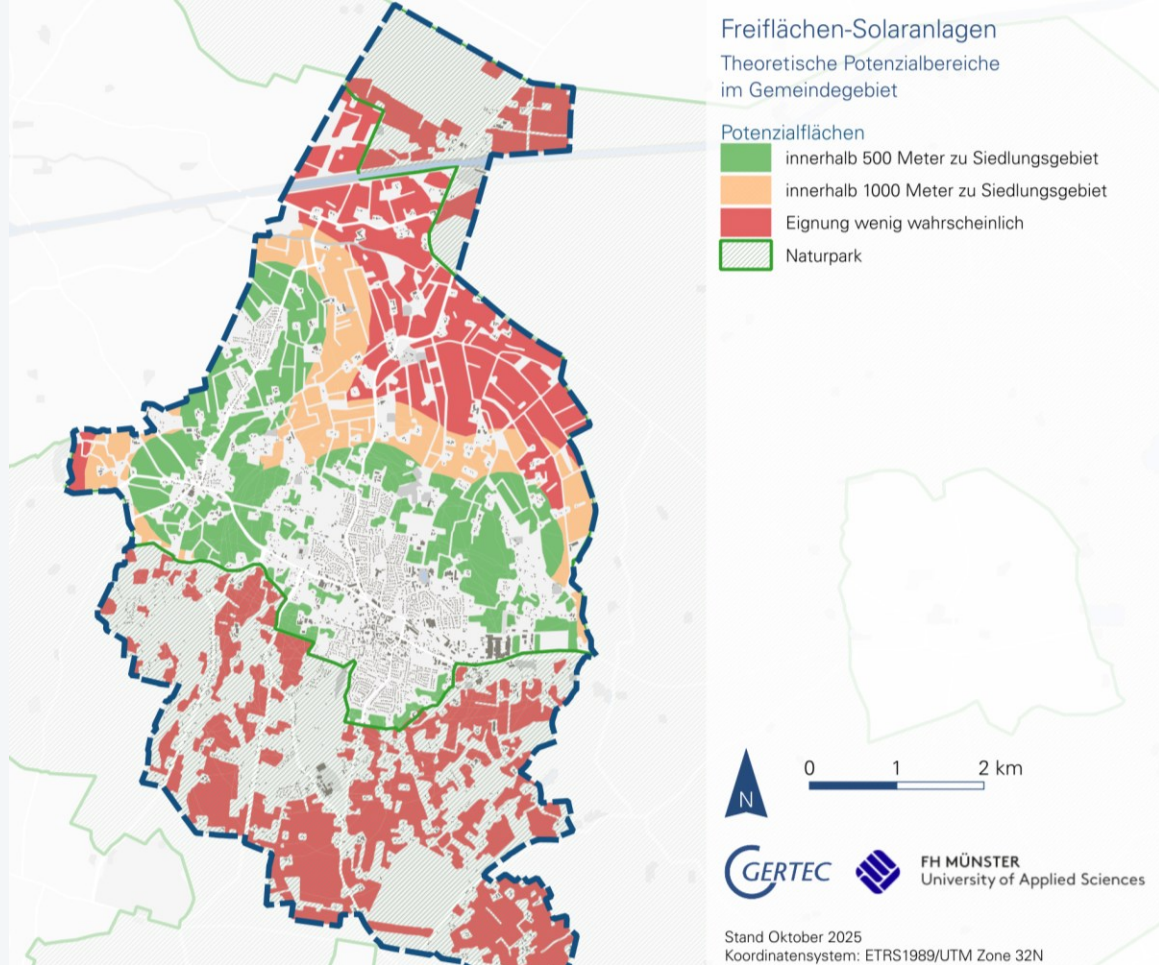 Freiflächen-Solaranlagen
Theoretische Potenzialbereiche
im Gemeindegebiet
Potenzialflächen
innerhalb 500 Meter zu Siedlungsgebiet
innerhalb 1000 Meter zu Siedlungsgebiet
Eignung wenig wahrscheinlich
Naturpark
N
0 1 2 km
GERTEC
FH MÜNSTER
University of Applied Sciences
Stand Oktober 2025
Koordinatensystem: ETRS1989/UTM Zone 32N